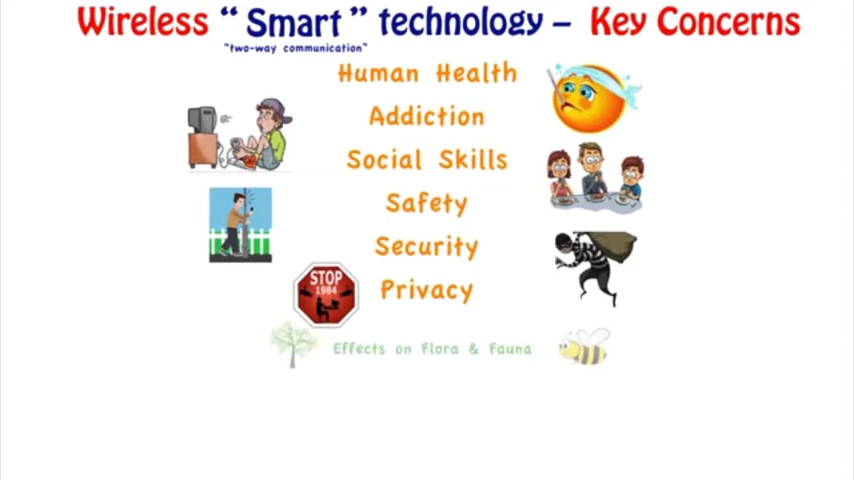 Wireless “ Smart ” technology – Key Concerns
“two-way communication”
Human Health
Addiction
Social Skills
Safety
Security
STOP
1984
Privacy
Effects on Flora & Fauna